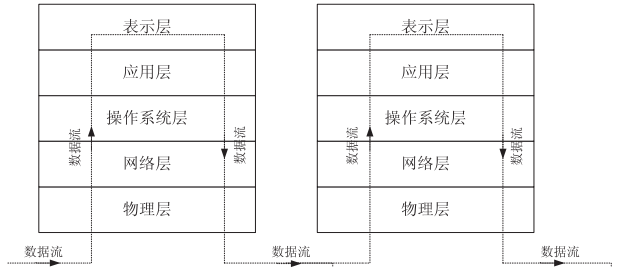 表示层
应用层
操作系统层
网络层
物理层
数据流
数据流
表示层
应用层
操作系统层
网络层
物理层
数据流
数据流
数据流
数据流
数据流